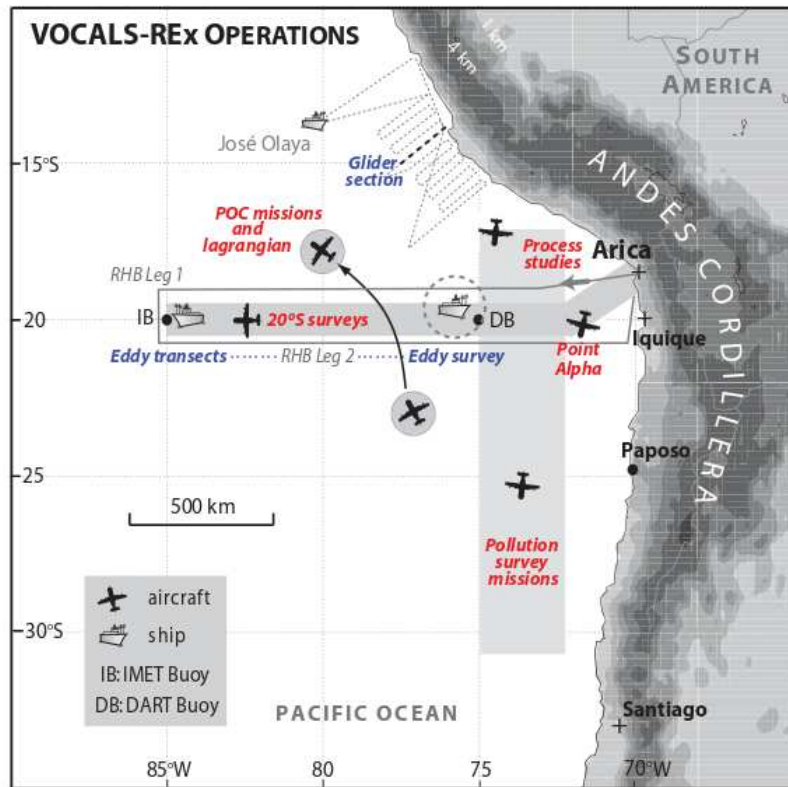 VOCALS-REx OPERATIONS
1 km
4 km
SOUTH
AMERICA
José Olaya
15°S
Glider
section
ANDES CORDILLERA
POC missions
and
lagrangian
Process
studies
Arica
RHB Leg 1
IB
20°S surveys
DB
20
Iquique
Eddy transects
RHB Leg 2
Eddy survey
Point
Alpha
Paposo
25
500 km
Pollution
survey
missions
aircraft
ship
IB: IMET Buoy
DB: DART Buoy
30°S
PACIFIC OCEAN
Santiago
85°W
80
75
70°W